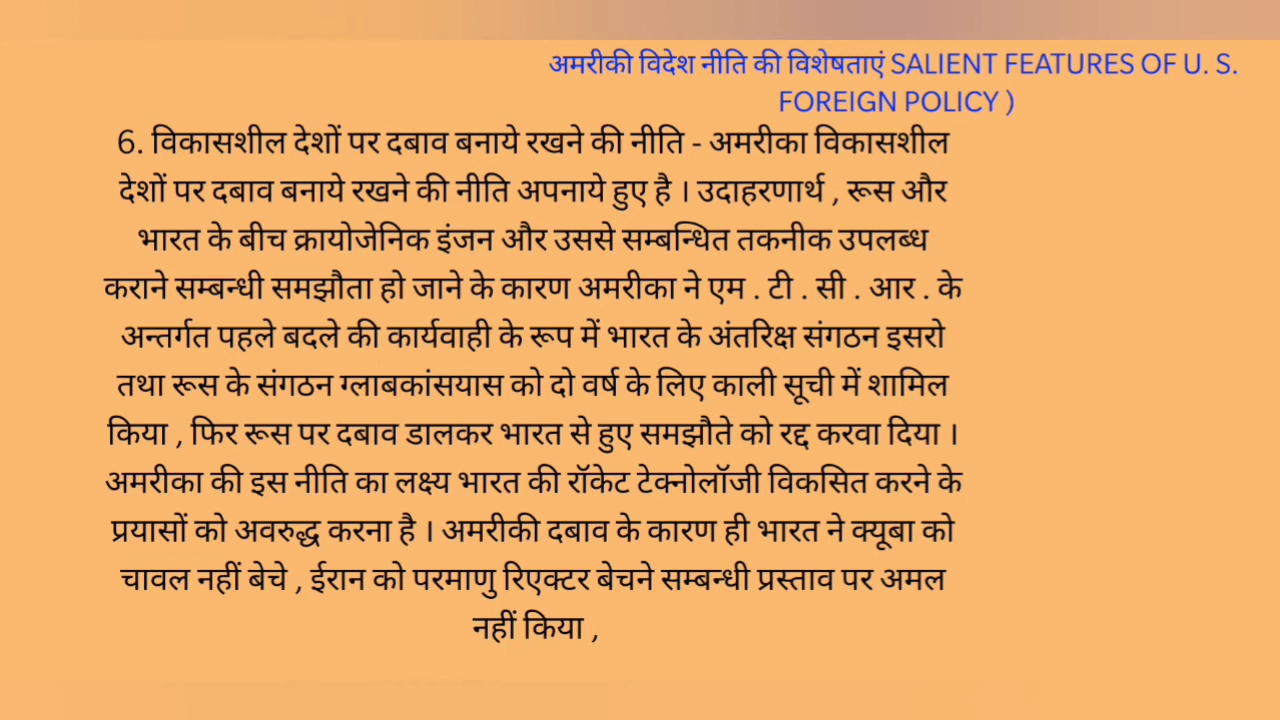 अमरीकी विदेश नीति की विशेषताएं SALIENT FEATURES OF U. S.
FOREIGN POLICY )
6. विकासशील देशों पर दबाव बनाये रखने की नीति - अमरीका विकासशील
देशों पर दबाव बनाये रखने की नीति अपनाये हुए है । उदाहरणार्थ , रूस और
भारत के बीच क्रायोजेनिक इंजन और उससे सम्बन्धित तकनीक उपलब्ध
कराने सम्बन्धी समझौता हो जाने के कारण अमरीका ने एम . टी . सी . आर . के
अन्तर्गत पहले बदले की कार्यवाही के रूप में भारत के अंतरिक्ष संगठन इसरो
तथा रूस के संगठन ग्लाबकांसयास को दो वर्ष के लिए काली सूची में शामिल
किया , फिर रूस पर दबाव डालकर भारत से हुए समझौते को रद्द करवा दिया ।
अमरीका की इस नीति का लक्ष्य भारत की रॉकेट टेक्नोलॉजी विकसित करने के
प्रयासों को अवरुद्ध करना है । अमरीकी दबाव के कारण ही भारत ने क्यूबा को
चावल नहीं बेचे , ईरान को परमाणु रिएक्टर बेचने सम्बन्धी प्रस्ताव पर अमल
नहीं किया ,